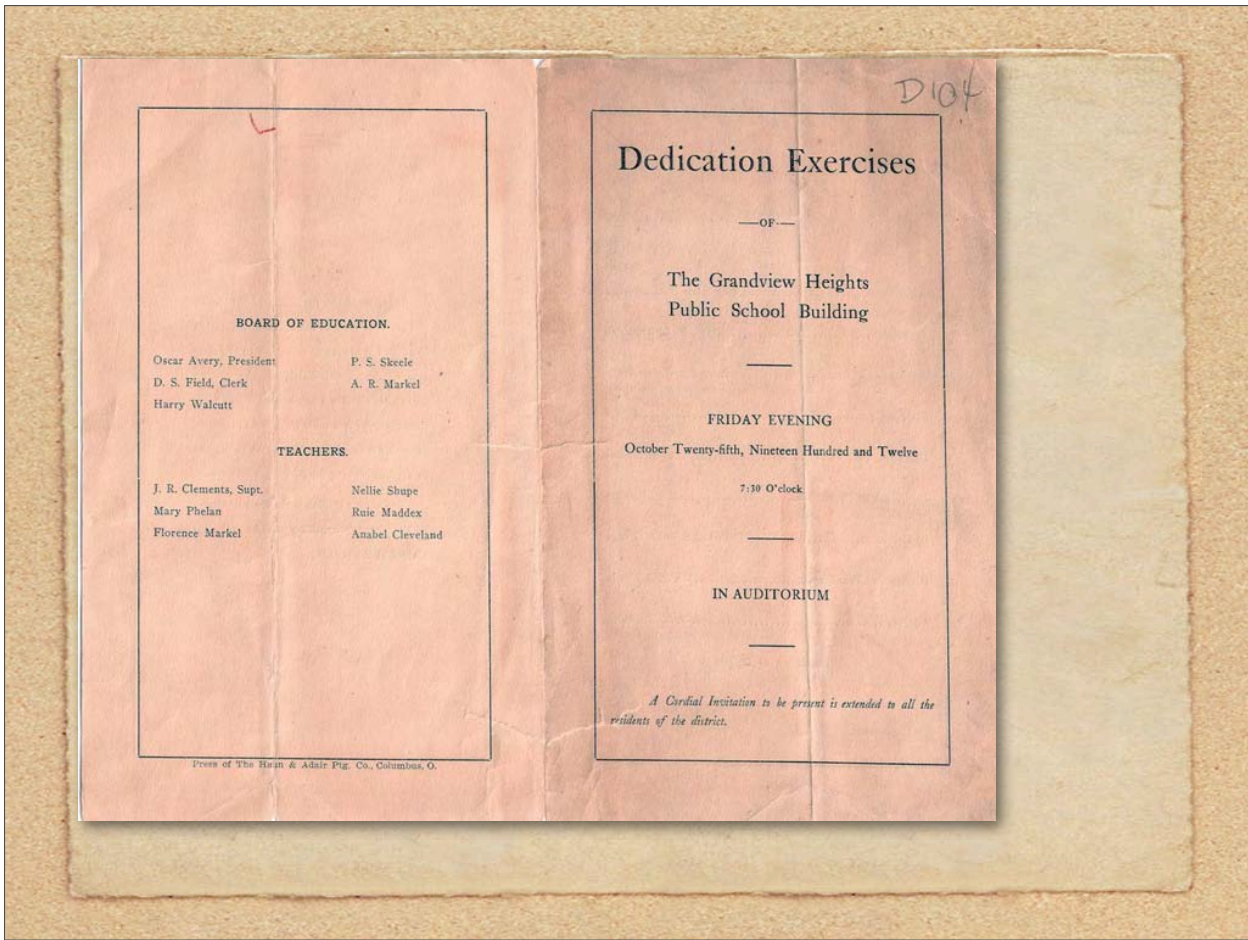 BOARD OF EDUCATION.
Oscar Avery, President
P. S. Skeele
D. S. Field, Clerk
A. R. Markel
Harry Walcutt
TEACHERS.
J. R. Clements, Supt.
Nellie Shupe
Mary Phelan
Ruie Maddex
Florence Markel
Anabel Cleveland
Press of The Hann & Adair Ptg. Co., Columbus, O.
D104
Dedication Exercises
—OF—
The Grandview Heights
Public School Building
FRIDAY EVENING
October Twenty-fifth, Nineteen Hundred and Twelve
7:30 O'clock
IN AUDITORIUM
A Cordial Invitation to be present is extended to all the
residents of the district.